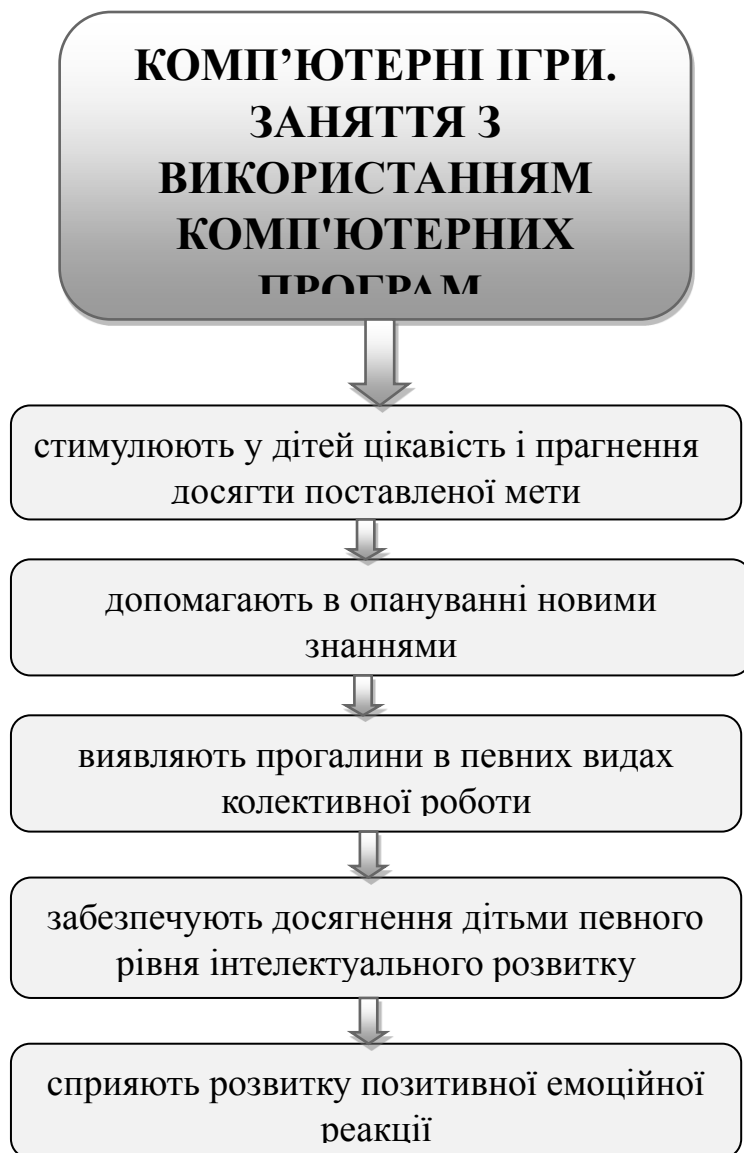 КОМП’ЮТЕРНІ ІГРИ.
ЗАНЯТТЯ З
ВИКОРИСТАННЯМ
КОМП'ЮТЕРНИХ
ПРОГРАМ
стимулюють у дітей цікавість і прагнення
досягти поставленої мети
допомагають в опануванні новими
знаннями
виявляють прогалини в певних видах
колективної роботи
забезпечують досягнення дітьми певного
рівня інтелектуального розвитку
сприяють розвитку позитивної емоційної
реакції